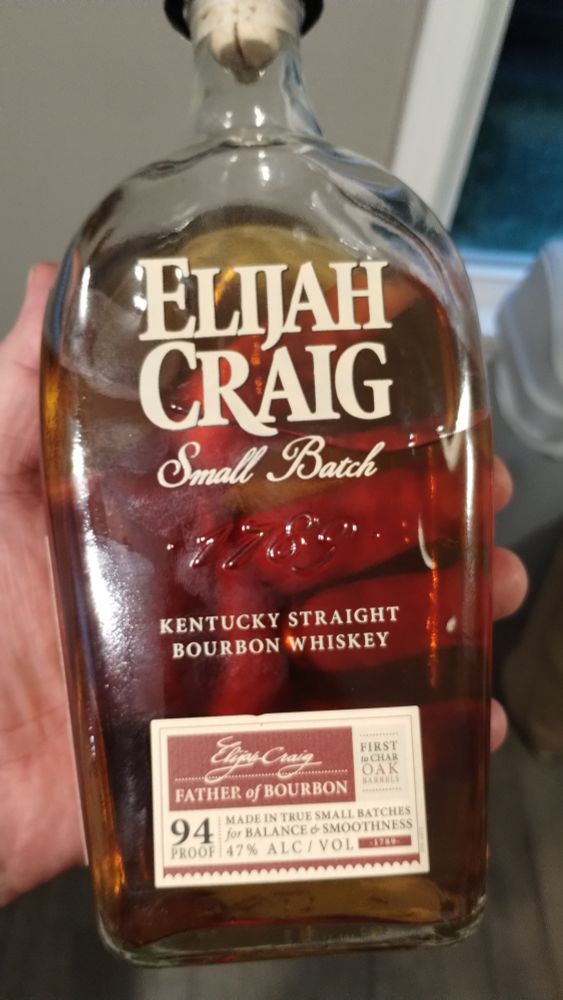 ELIJAH
CRAIG
Small Batch
·1789·
KENTUCKY STRAIGHT
BOURBON WHISKEY
Elijah Craig
FATHER of BOURBON
FIRST
to CHAR
OAK
BARRELS
94
PROOF
MADE IN TRUE SMALL BATCHES
for BALANCE & SMOOTHNESS
47% ALC / VOL
-1789-